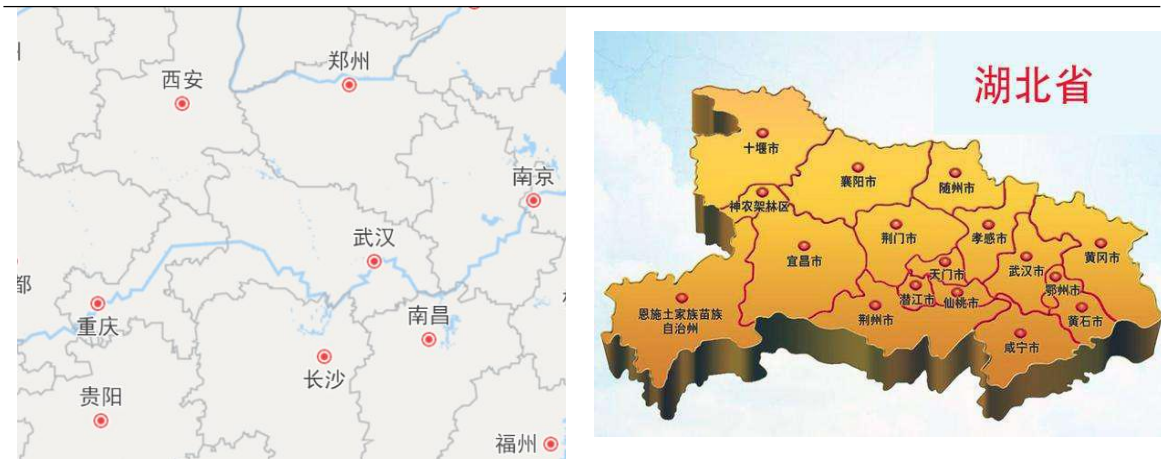 郑州
西安
南京
武汉
都
重庆
南昌
长沙
贵阳
福州
湖北省
十堰市
襄阳市
随州市
神农架林区
荆门市
孝感市
宜昌市
武汉市
黄冈市
天门市
鄂州市
潜江市
仙桃市
恩施土家族苗族
自治州
荆州市
黄石市
咸宁市